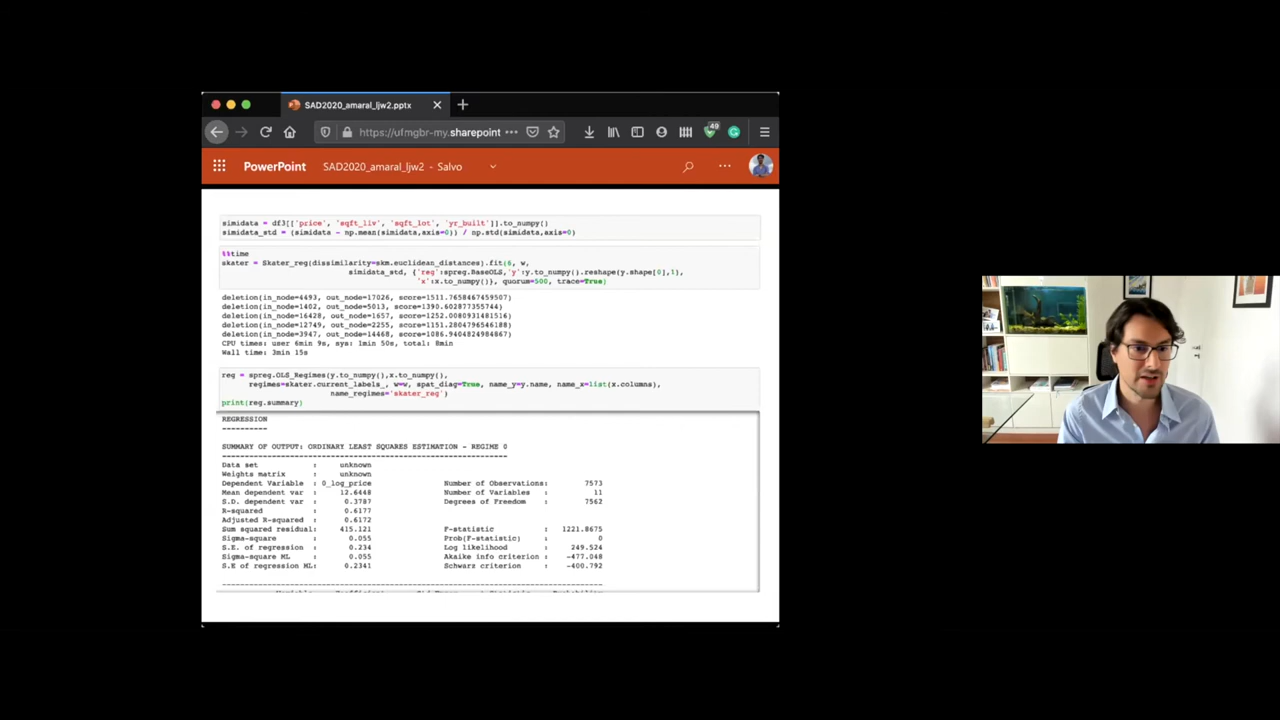 SAD2020_amaral_ljw2.pptx
https://ufmgbr-my.sharepoint
49
PowerPoint
SAD2020_amaral_ljw2 - Salvo
simidata = df3[['price', 'sqft_liv', 'sqft_lot', 'yr_built']].to_numpy()
simidata_std = (simidata - np.mean(simidata,axis=0)) / np.std(simidata,axis=0)
%%time
skater = Skater_reg(dissimilarity=skm.euclidean_distances).fit(6, w,
simidata_std, {'reg':spreg.BaseOLS,'y':y.to_numpy().reshape(y.shape[0],1),
'x':x.to_numpy()}, quorum=500, trace=True)
deletion(in_node=4493, out_node=17026, score=1511.7658467459507)
deletion(in_node=1402, out_node=5013, score=1390.602877355744)
deletion(in_node=16428, out_node=1657, score=1252.0080931481516)
deletion(in_node=12749, out_node=2255, score=1151.2804796546188)
deletion(in_node=3947, out_node=14468, score=1086.9404824984867)
CPU times: user 6min 9s, sys: 1min 50s, total: 8min
Wall time: 3min 15s
reg = spreg.OLS_Regimes(y.to_numpy(),x.to_numpy(),
regimes=skater.current_labels_, w=w, spat_diag=True, name_y=y.name, name_x=list(x.columns),
name_regimes='skater_reg')
print(reg.summary)
REGRESSION
----------
SUMMARY OF OUTPUT: ORDINARY LEAST SQUARES ESTIMATION - REGIME 0
Data set : unknown
Weights matrix : unknown
Dependent Variable : 0_log_price Number of Observations: 7573
Mean dependent var : 12.6448 Number of Variables : 11
S.D. dependent var : 0.3787 Degrees of Freedom : 7562
R-squared : 0.6177
Adjusted R-squared : 0.6172
Sum squared residual: 415.121 F-statistic : 1221.8675
Sigma-square : 0.055 Prob(F-statistic) : 0
S.E. of regression : 0.234 Log likelihood : 249.524
Sigma-square ML : 0.055 Akaike info criterion : -477.048
S.E of regression ML: 0.2341 Schwarz criterion : -400.792